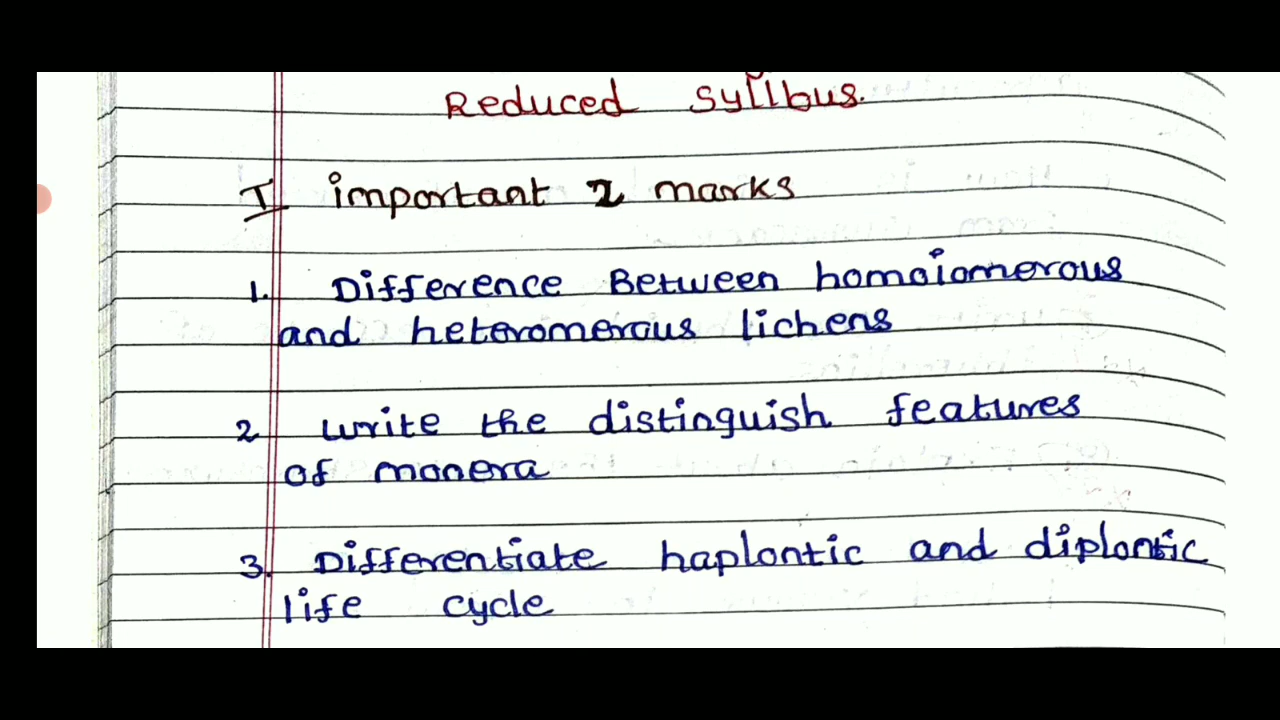 Reduced Syllbus.
I important 2 marks
1. Difference Between homoiomerous
and heteromerous lichens
2 write the distinguish features
of monera
3. Differentiate haplontic and diplontic
life cycle